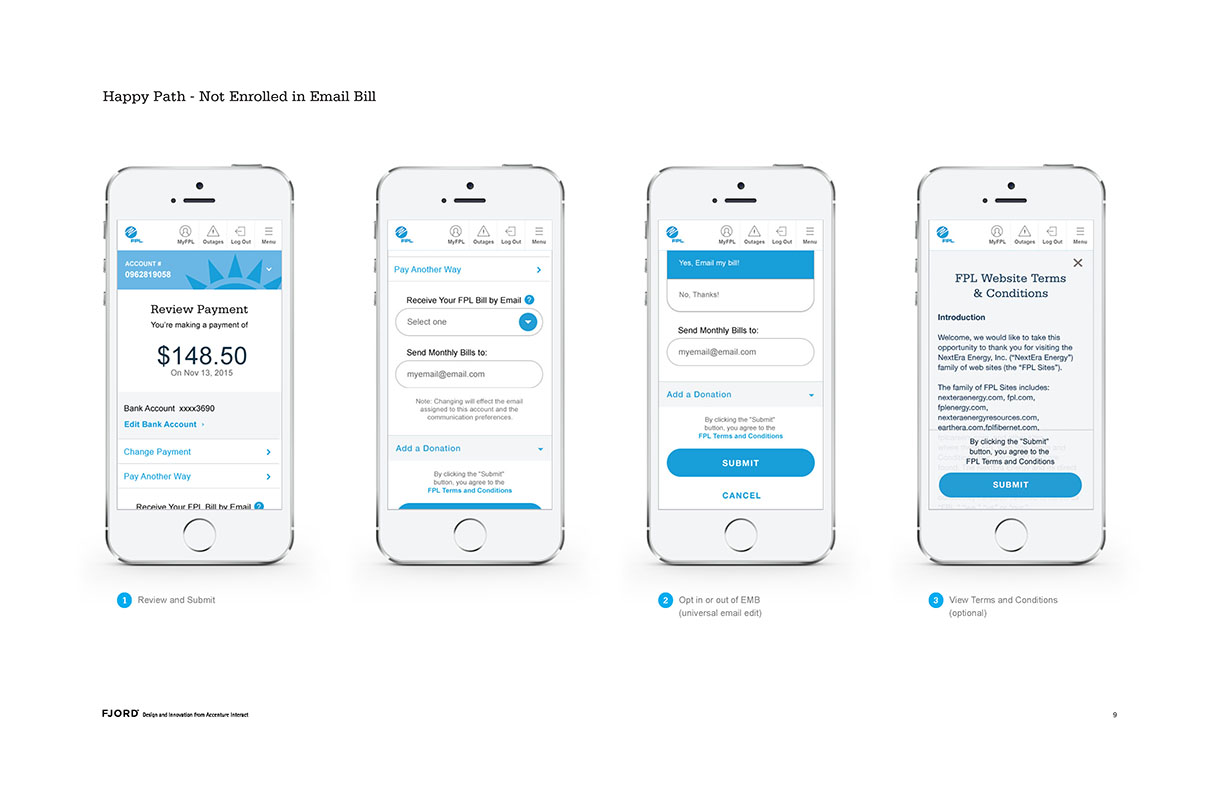 Happy Path - Not Enrolled in Email Bill
FPL
MyFPL
Outages
Log Out
Menu
ACCOUNT #
0962819058
Review Payment
You're making a payment of
$148.50
On Nov 13, 2015
Bank Account xxxx3690
Edit Bank Account
Change Payment
Pay Another Way
Receive Your FPL Bill by Email ?
1 Review and Submit
FPL
MyFPL
Outages
Log Out
Menu
Pay Another Way
Receive Your FPL Bill by Email ?
Select one
Send Monthly Bills to:
myemail@email.com
Note: Changing will effect the email
assigned to this account and the
communication preferences.
Add a Donation
By clicking the "Submit"
button, you agree to the
FPL Terms and Conditions
FPL
MyFPL
Outages
Log Out
Menu
Yes, Email my bill!
No, Thanks!
Send Monthly Bills to:
myemail@email.com
Add a Donation
By clicking the "Submit"
button, you agree to the
FPL Terms and Conditions
SUBMIT
CANCEL
2 Opt in or out of EMB
(universal email edit)
FPL
MyFPL
Outages
Log Out
Menu
FPL Website Terms
& Conditions
Introduction
Welcome, we would like to take this
opportunity to thank you for visiting the
NextEra Energy, Inc. ("NextEra Energy")
family of web sites (the "FPL Sites").
The family of FPL Sites includes:
nexteraenergy.com, fpl.com,
fplenergy.com,
nexteraenergyresources.com,
earthera.com,fplfibernet.com,
By clicking the "Submit"
button, you agree to the
FPL Terms and Conditions
SUBMIT
3 View Terms and Conditions
(optional)
FJORD Design and Innovation from Accenture Interact
9